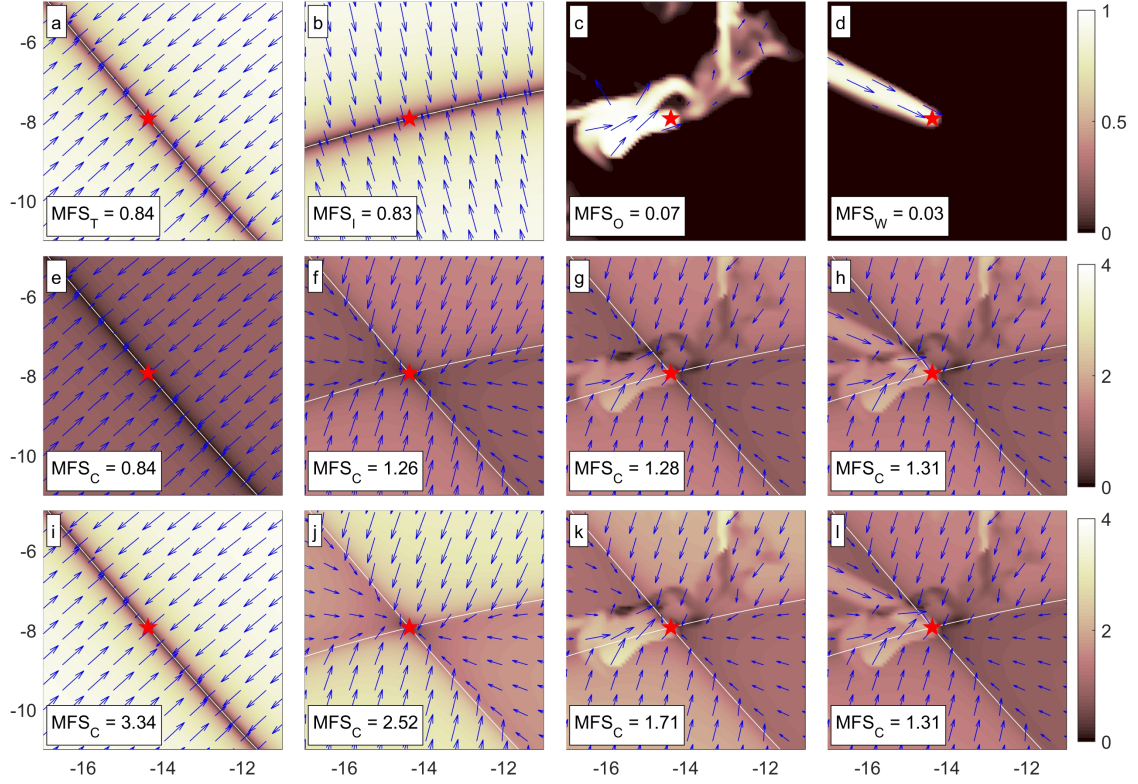 a
b
c
d
-6
-8
-10
MFS_T = 0.84
MFS_I = 0.83
MFS_O = 0.07
MFS_W = 0.03
1
0.5
0
e
f
g
h
-6
-8
-10
MFS_C = 0.84
MFS_C = 1.26
MFS_C = 1.28
MFS_C = 1.31
4
2
0
i
j
k
l
-6
-8
-10
MFS_C = 3.34
MFS_C = 2.52
MFS_C = 1.71
MFS_C = 1.31
4
2
0
-16 -14 -12
-16 -14 -12
-16 -14 -12
-16 -14 -12